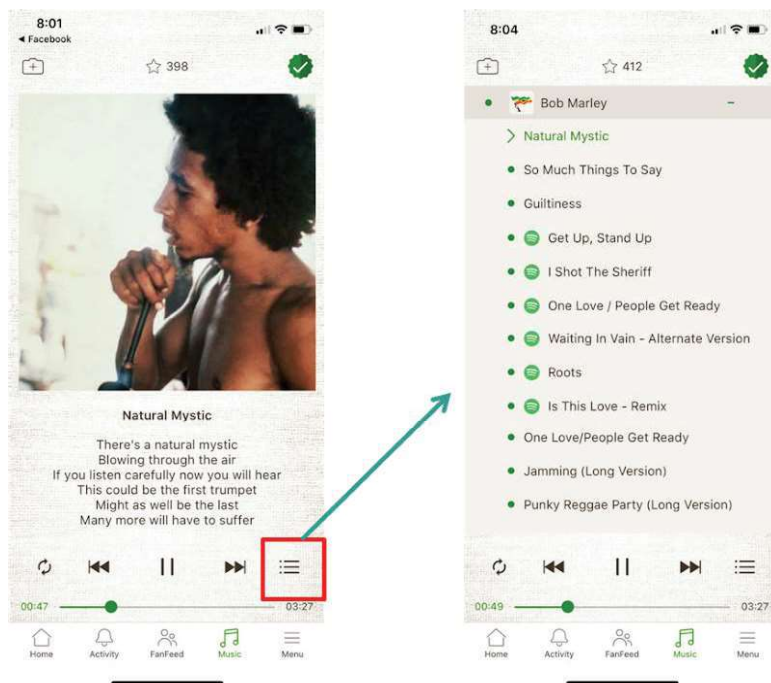 8:01
◀ Facebook
398
Natural Mystic
There's a natural mystic
Blowing through the air
If you listen carefully now you will hear
This could be the first trumpet
Might as well be the last
Many more will have to suffer
00:47
03:27
Home
Activity
FanFeed
Music
Menu
8:04
412
Bob Marley
Natural Mystic
So Much Things To Say
Guiltiness
Get Up, Stand Up
I Shot The Sheriff
One Love / People Get Ready
Waiting In Vain - Alternate Version
Roots
Is This Love - Remix
One Love/People Get Ready
Jamming (Long Version)
Punky Reggae Party (Long Version)
00:49
03:27
Home
Activity
FanFeed
Music
Menu